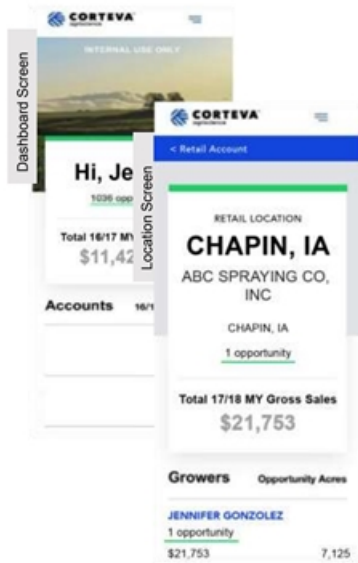 Dashboard Screen
CORTEVA
agriscience
INTERNAL USE ONLY
Hi, Je
1036 opp
Total 16/17 MY
$11,42
Accounts 16/1
Location Screen
CORTEVA
agriscience
< Retail Account
RETAIL LOCATION
CHAPIN, IA
ABC SPRAYING CO,
INC
CHAPIN, IA
1 opportunity
Total 17/18 MY Gross Sales
$21,753
Growers Opportunity Acres
JENNIFER GONZOLEZ
1 opportunity
$21,753 7,125